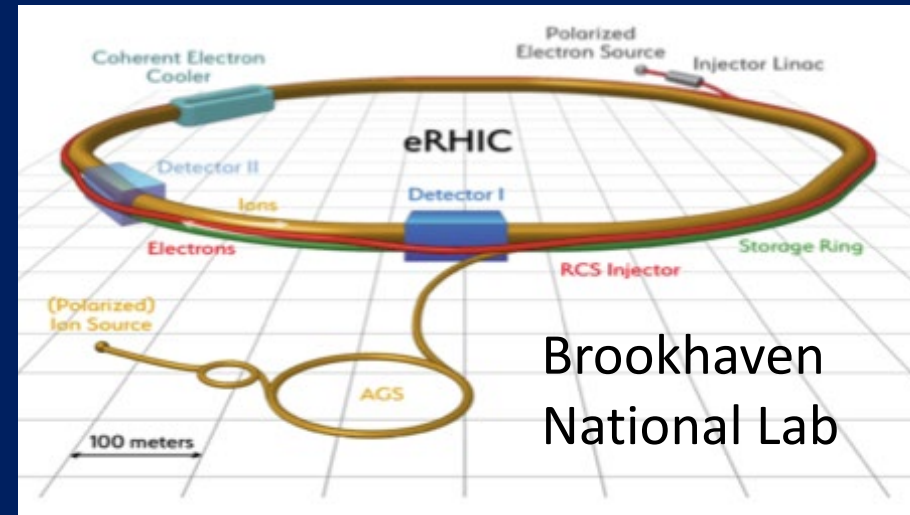 Polarized
Electron Source
Injector Linac
Coherent Electron
Cooler
eRHIC
Detector II
Detector I
Ions
Electrons
Storage Ring
RCS Injector
(Polarized)
Ion Source
AGS
100 meters
Brookhaven
National Lab